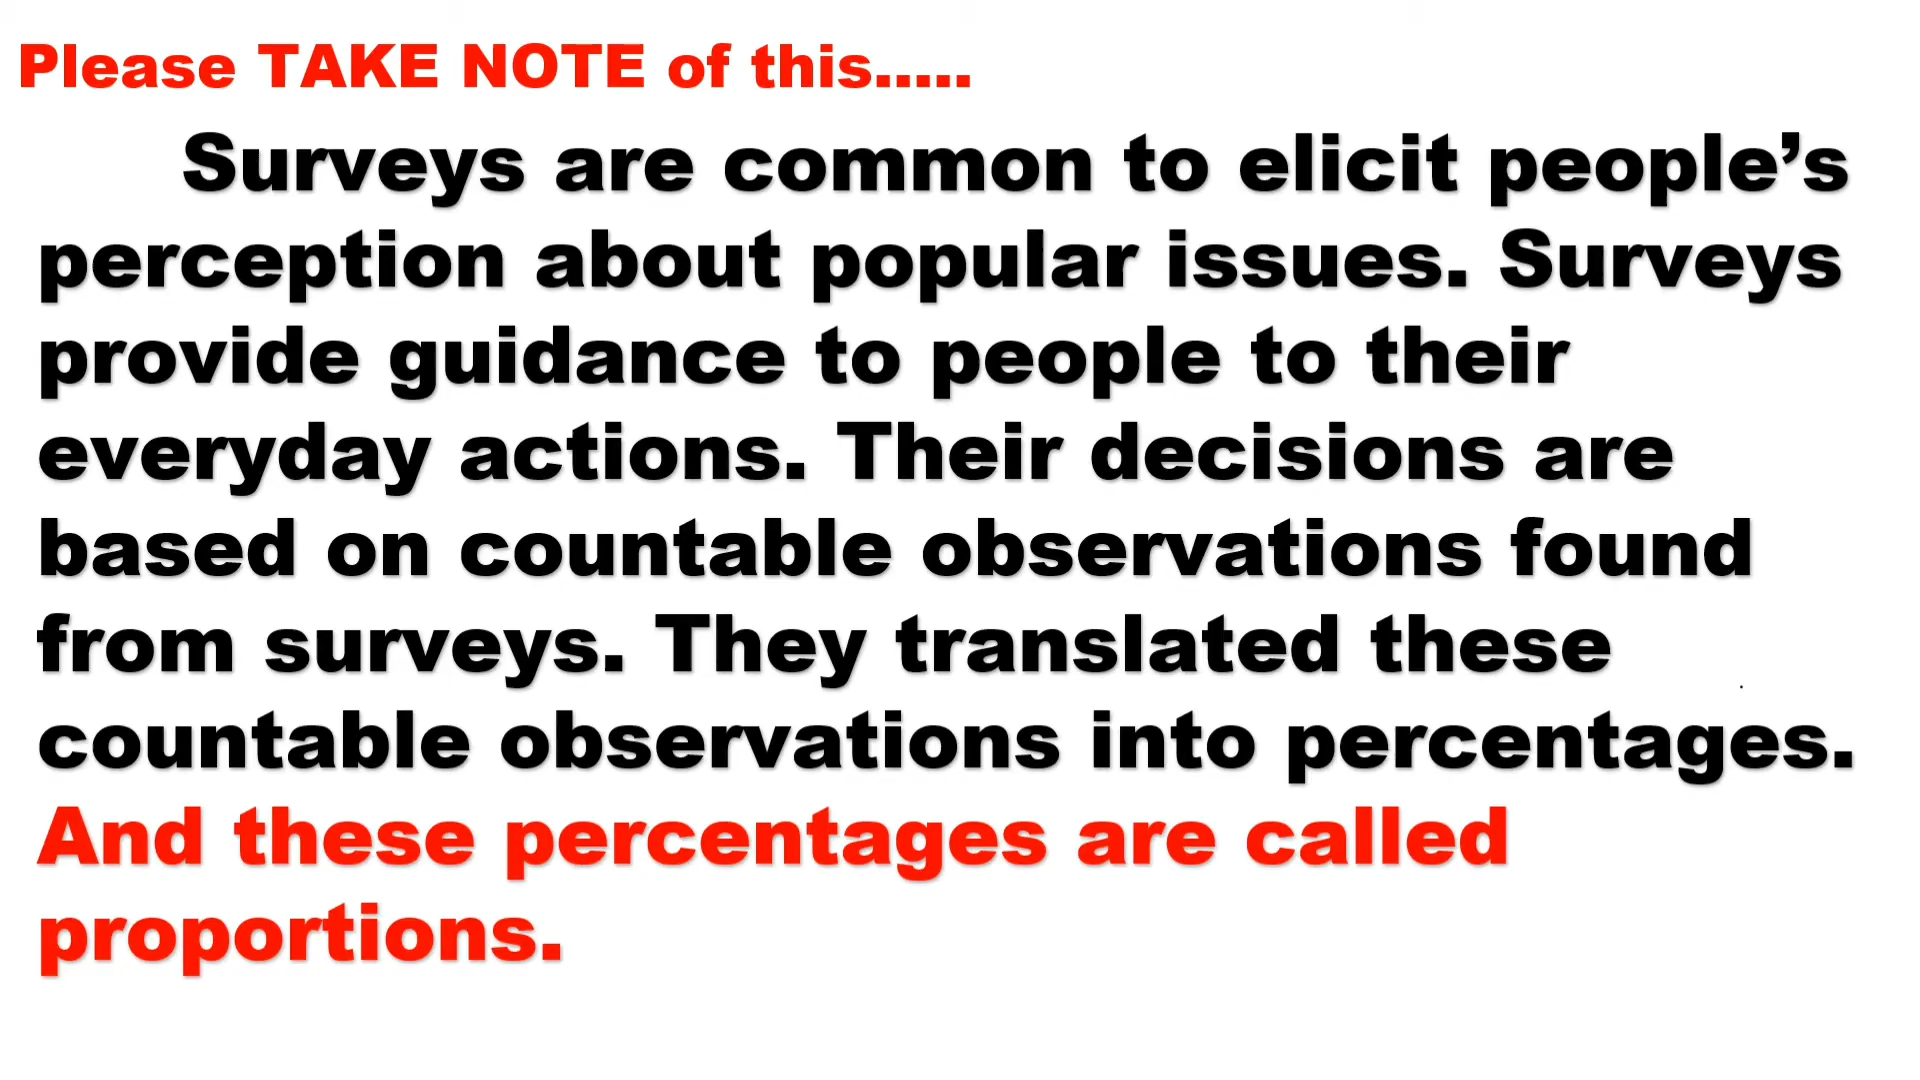 Please TAKE NOTE of this.....
Surveys are common to elicit people’s
perception about popular issues. Surveys
provide guidance to people to their
everyday actions. Their decisions are
based on countable observations found
from surveys. They translated these
countable observations into percentages.
And these percentages are called
proportions.